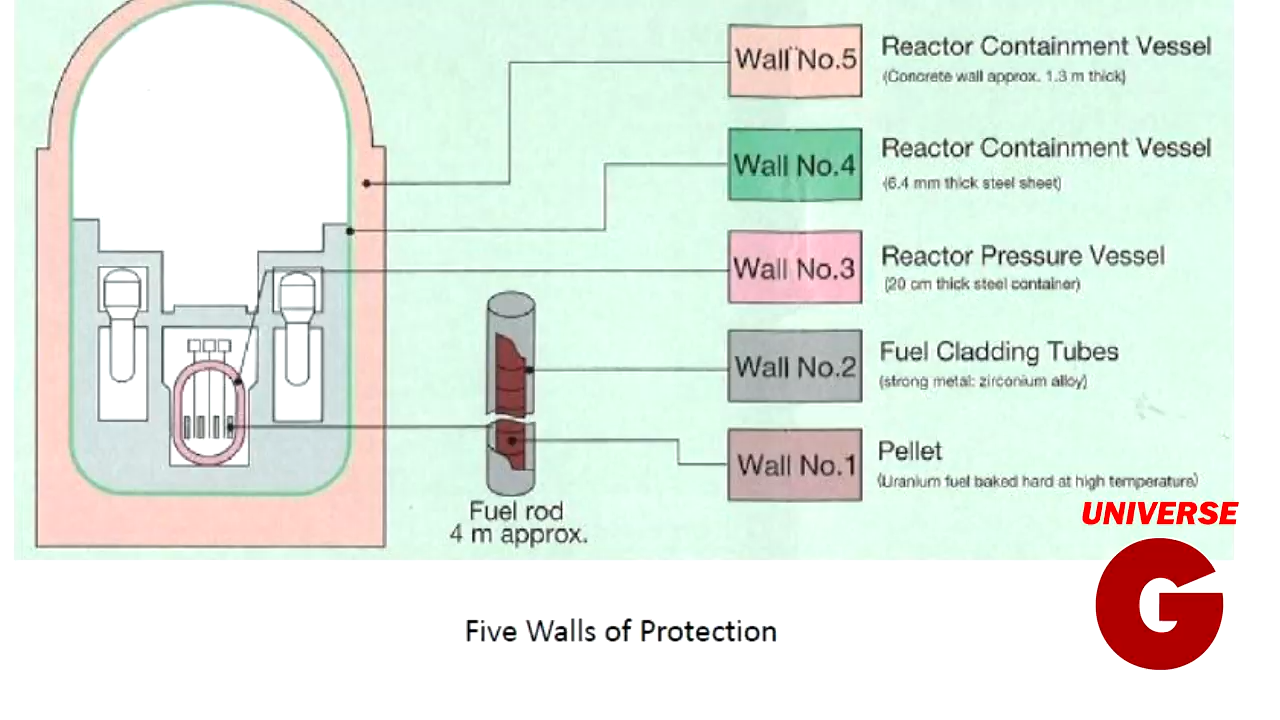 Wall No.5
Reactor Containment Vessel
(Concrete wall approx. 1.3 m thick)
Wall No.4
Reactor Containment Vessel
(6.4 mm thick steel sheet)
Wall No.3
Reactor Pressure Vessel
(20 cm thick steel container)
Wall No.2
Fuel Cladding Tubes
(strong metal: zirconium alloy)
Wall No.1
Pellet
(Uranium fuel baked hard at high temperature)
Fuel rod
4 m approx.
UNIVERSE
G
Five Walls of Protection